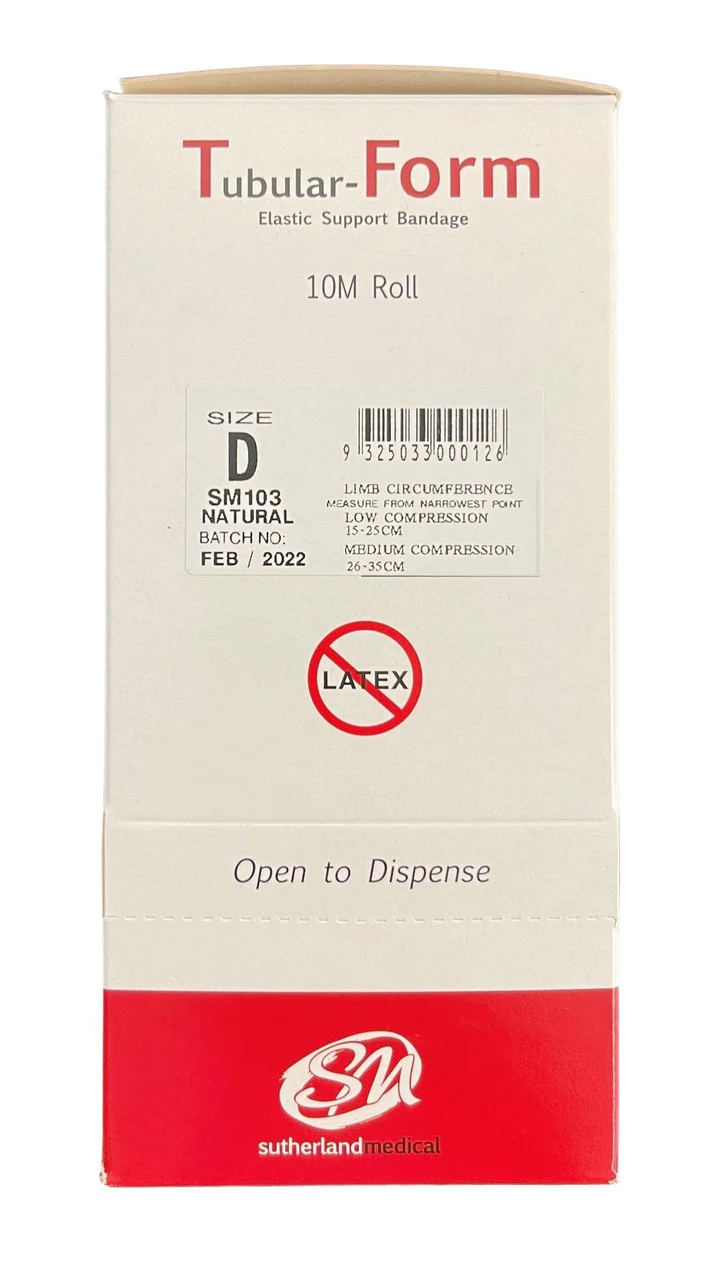 Tubular-Form
Elastic Support Bandage
10M Roll
SIZE
D
SM103
NATURAL
BATCH NO:
FEB / 2022
9 325033 000126
LIMB CIRCUMFERENCE
MEASURE FROM NARROWEST POINT
LOW COMPRESSION
15-25CM
MEDIUM COMPRESSION
26-35CM
LATEX
Open to Dispense
SM
sutherlandmedical